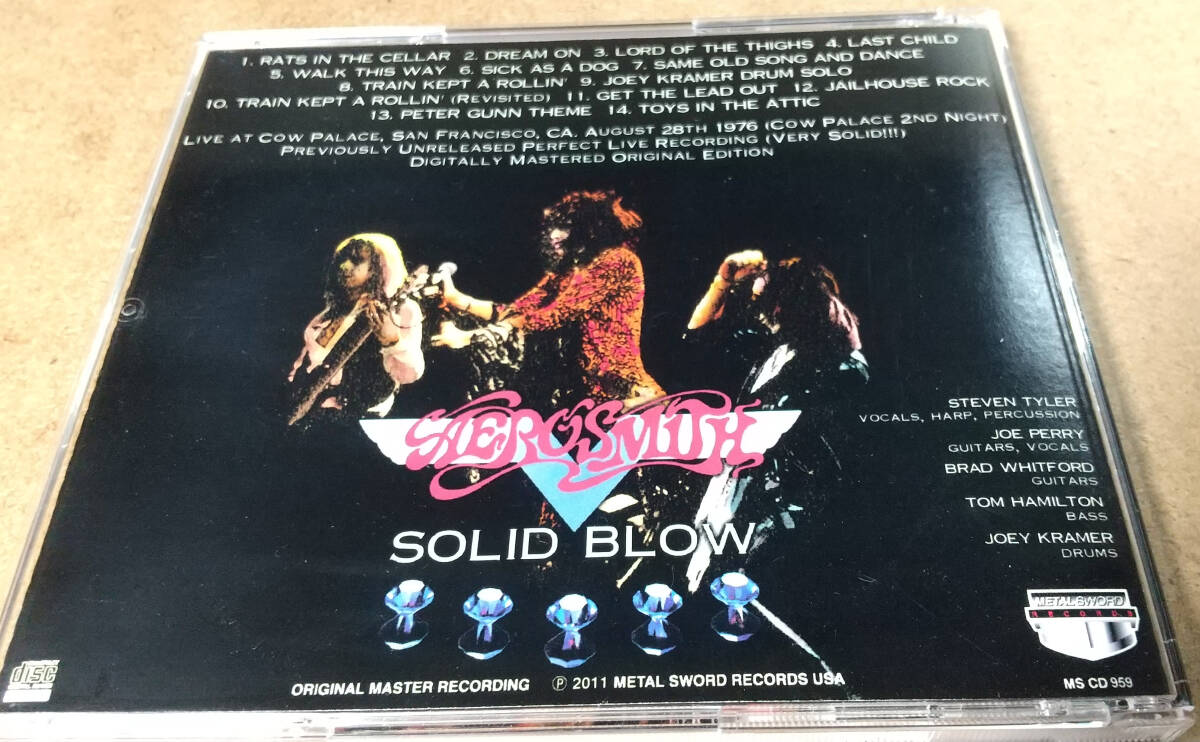 1. RATS IN THE CELLAR 2. DREAM ON 3. LORD OF THE THIGHS 4. LAST CHILD
5. WALK THIS WAY 6. SICK AS A DOG 7. SAME OLD SONG AND DANCE
8. TRAIN KEPT A ROLLIN' 9. JOEY KRAMER DRUM SOLO
10. TRAIN KEPT A ROLLIN' (REVISITED) 11. GET THE LEAD OUT 12. JAILHOUSE ROCK
13. PETER GUNN THEME 14. TOYS IN THE ATTIC
LIVE AT COW PALACE, SAN FRANCISCO, CA. AUGUST 28TH 1976 (COW PALACE 2ND NIGHT)
PREVIOUSLY UNRELEASED PERFECT LIVE RECORDING (VERY SOLID!!!)
DIGITALLY MASTERED ORIGINAL EDITION
AEROSMITH
SOLID BLOW
STEVEN TYLER
VOCALS, HARP, PERCUSSION
JOE PERRY
GUITARS, VOCALS
BRAD WHITFORD
GUITARS
TOM HAMILTON
BASS
JOEY KRAMER
DRUMS
METAL SWORD
RECORDS
disc
ORIGINAL MASTER RECORDING ℗ 2011 METAL SWORD RECORDS USA
MS CD 959